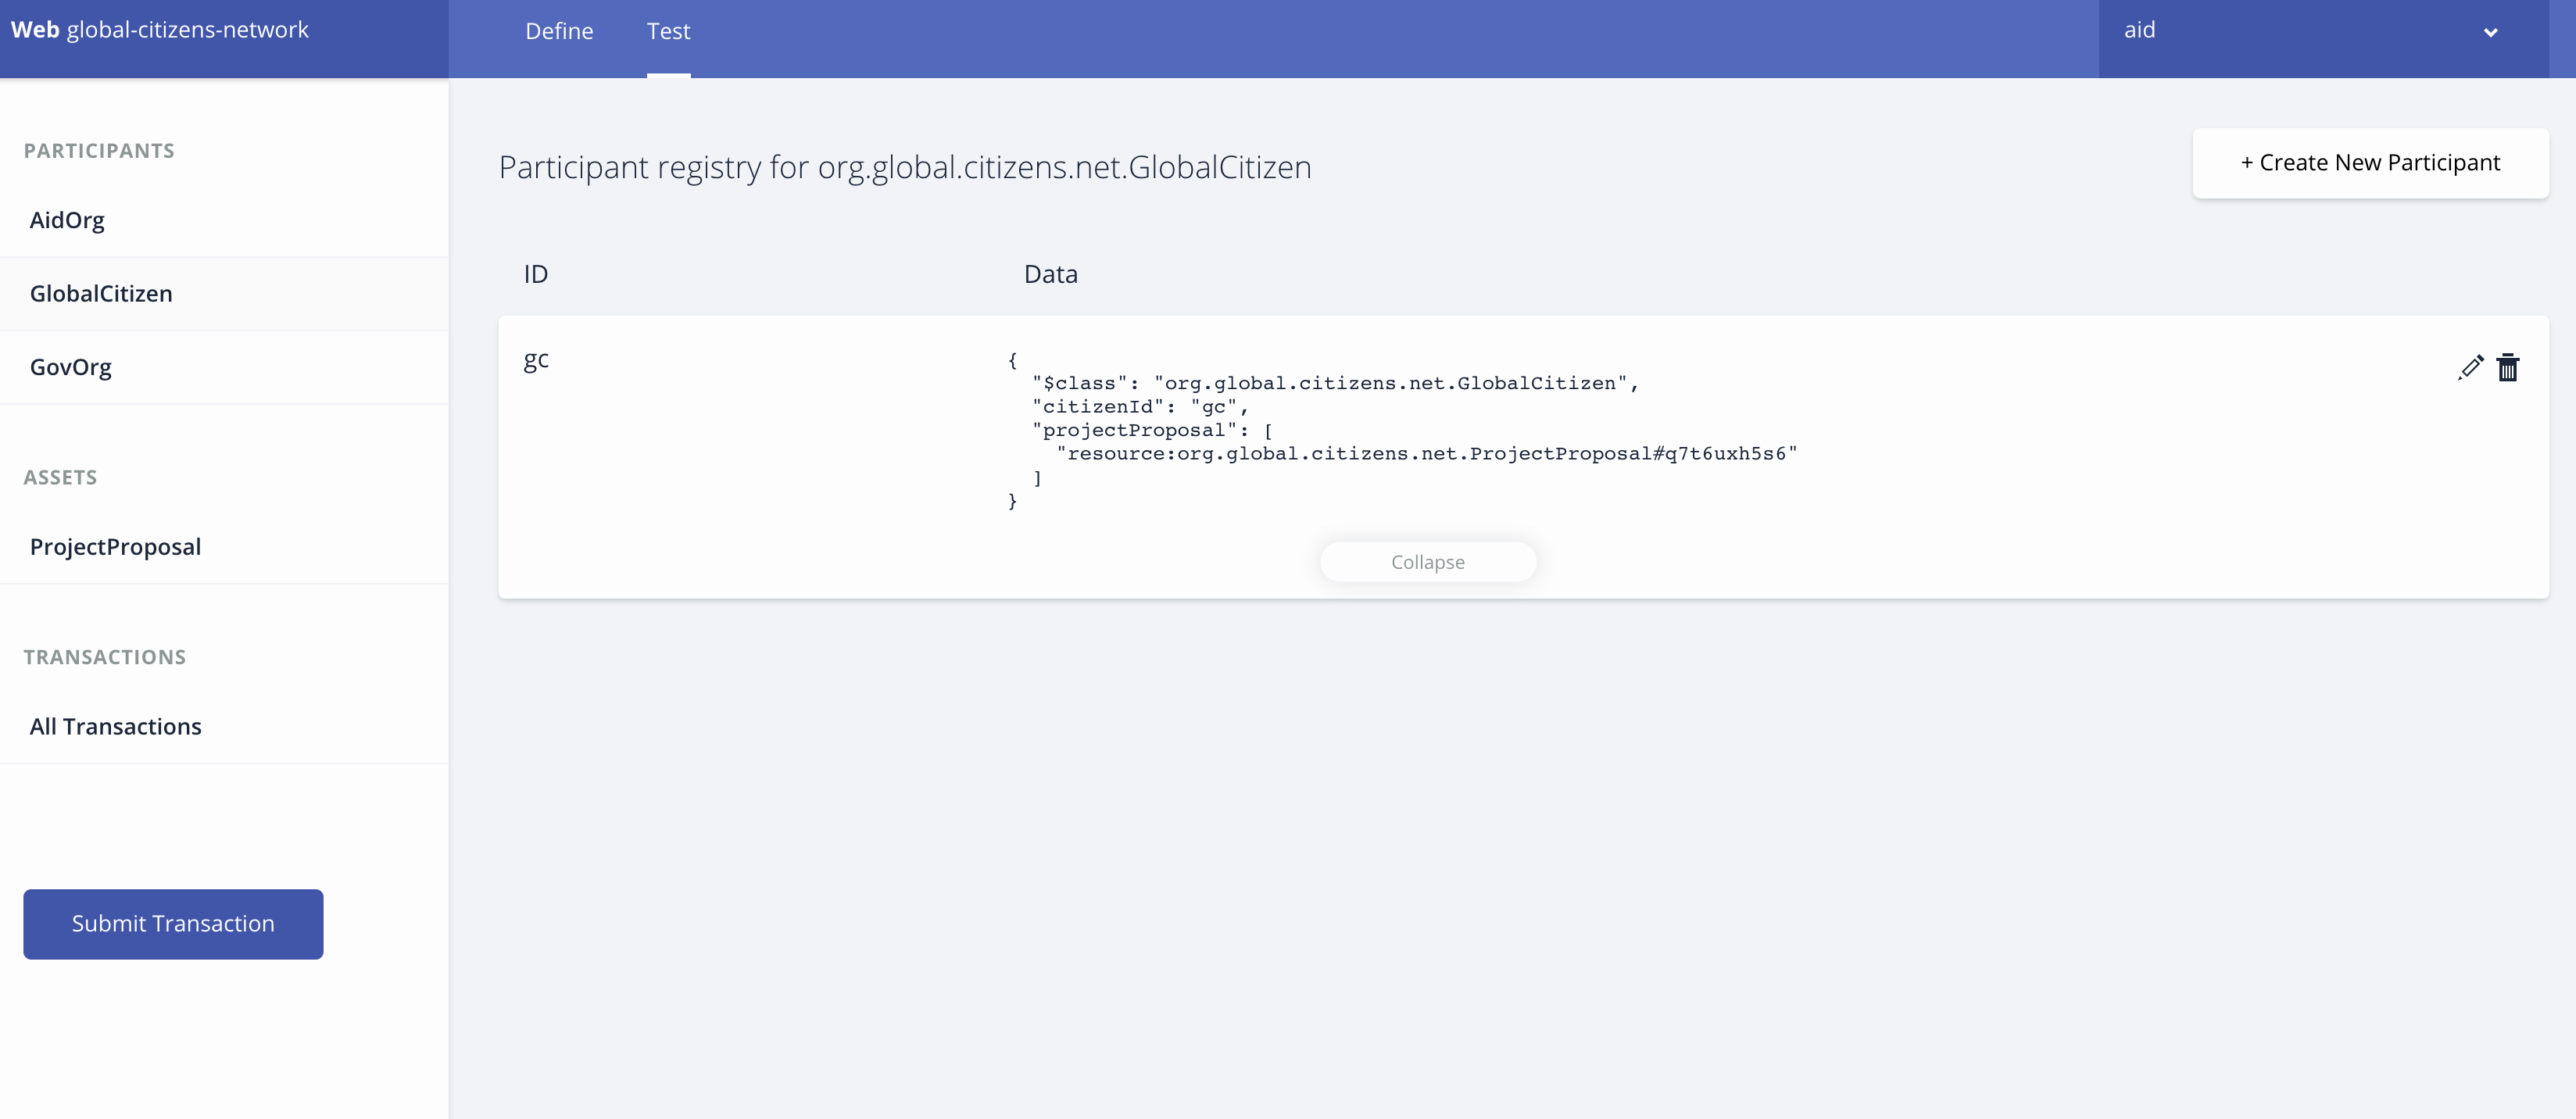 Web global-citizens-network
Define
Test
aid
PARTICIPANTS
AidOrg
GlobalCitizen
GovOrg
ASSETS
ProjectProposal
TRANSACTIONS
All Transactions
Submit Transaction
Participant registry for org.global.citizens.net.GlobalCitizen
+ Create New Participant
ID
Data
gc
{
"$class": "org.global.citizens.net.GlobalCitizen",
"citizenId": "gc",
"projectProposal": [
"resource:org.global.citizens.net.ProjectProposal#q7t6uxh5s6"
]
}
Collapse